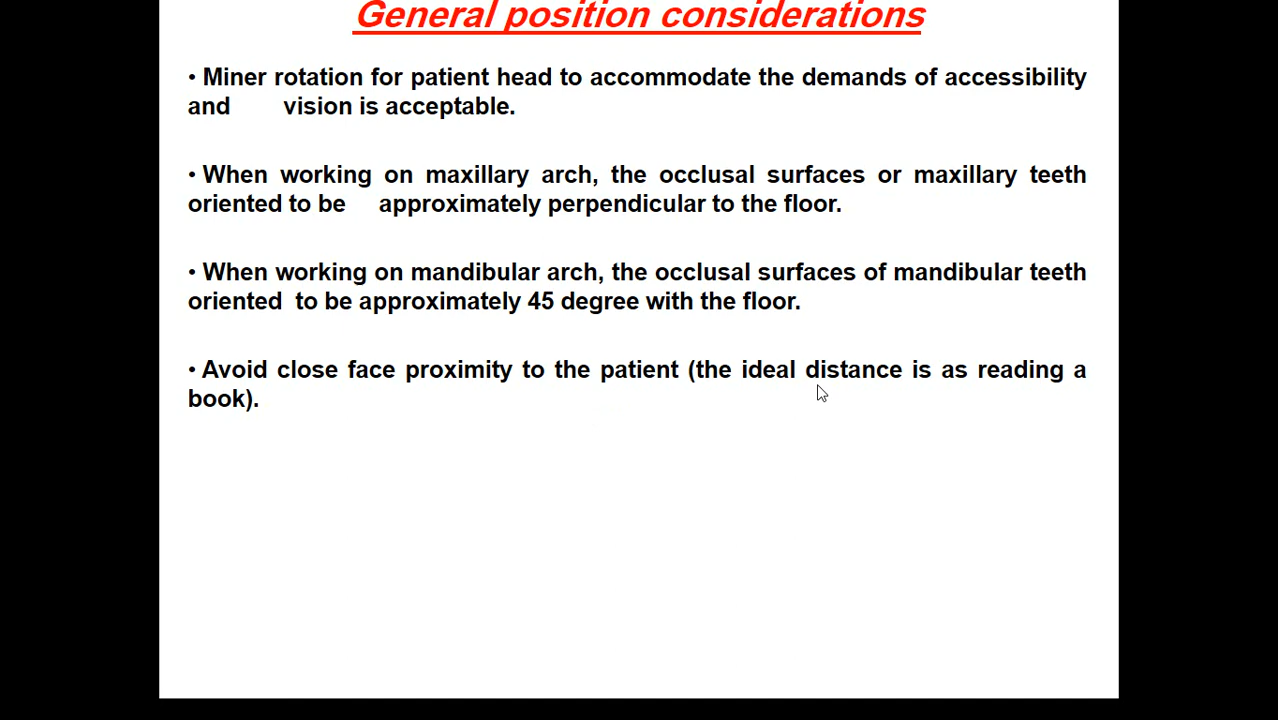 General position considerations
• Miner rotation for patient head to accommodate the demands of accessibility
and vision is acceptable.
• When working on maxillary arch, the occlusal surfaces or maxillary teeth
oriented to be approximately perpendicular to the floor.
• When working on mandibular arch, the occlusal surfaces of mandibular teeth
oriented to be approximately 45 degree with the floor.
• Avoid close face proximity to the patient (the ideal distance is as reading a
book).